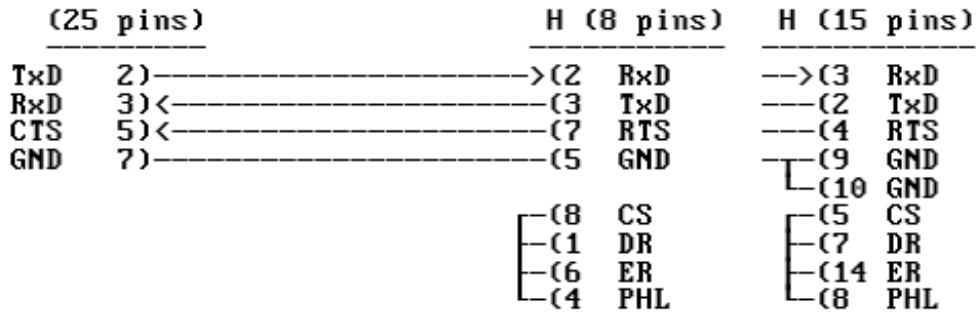 (25 pins) H (8 pins) H (15 pins)
TxD 2)---------------------->(2 RxD -->(3 RxD
RxD 3)<----------------------(3 TxD ---(2 TxD
CTS 5)<----------------------(7 RTS ---(4 RTS
GND 7)-----------------------(5 GND ---(9 GND
(10 GND
(8 CS (5 CS
(1 DR (7 DR
(6 ER (14 ER
(4 PHL (8 PHL